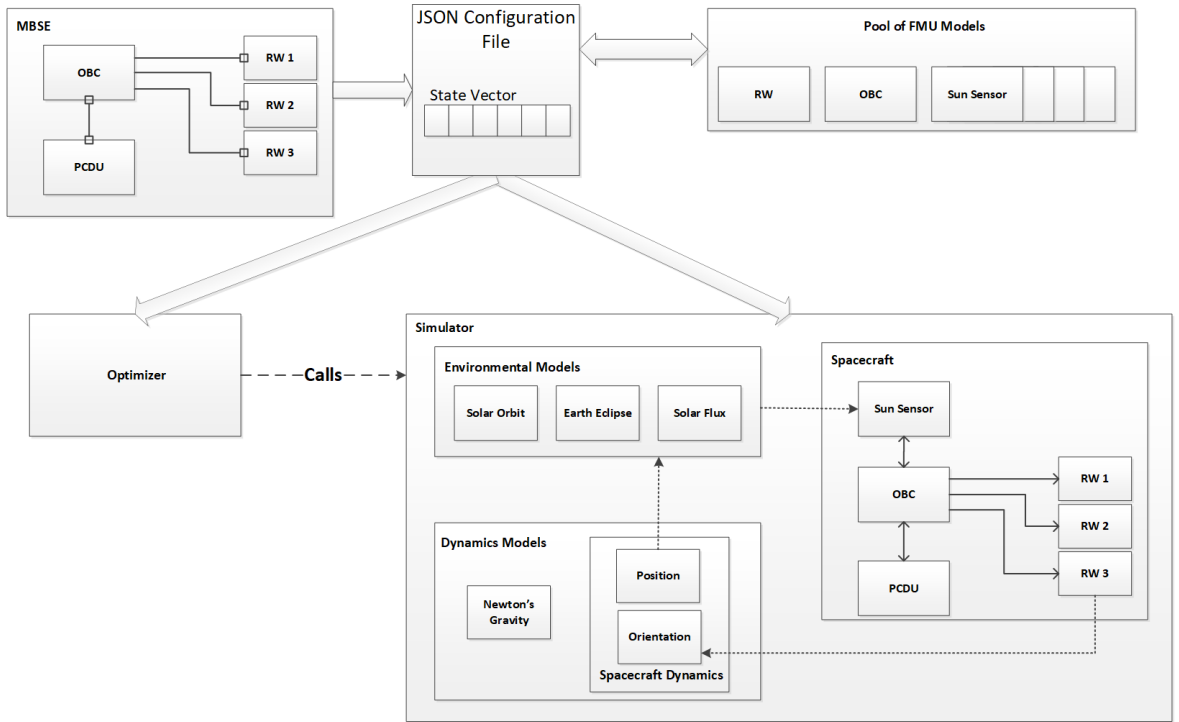 MBSE
OBC
RW 1
RW 2
RW 3
PCDU
JSON Configuration
File
State Vector
Pool of FMU Models
RW
OBC
Sun Sensor
Optimizer
Calls
Simulator
Environmental Models
Solar Orbit
Earth Eclipse
Solar Flux
Dynamics Models
Newton's
Gravity
Position
Orientation
Spacecraft Dynamics
Spacecraft
Sun Sensor
OBC
RW 1
RW 2
RW 3
PCDU